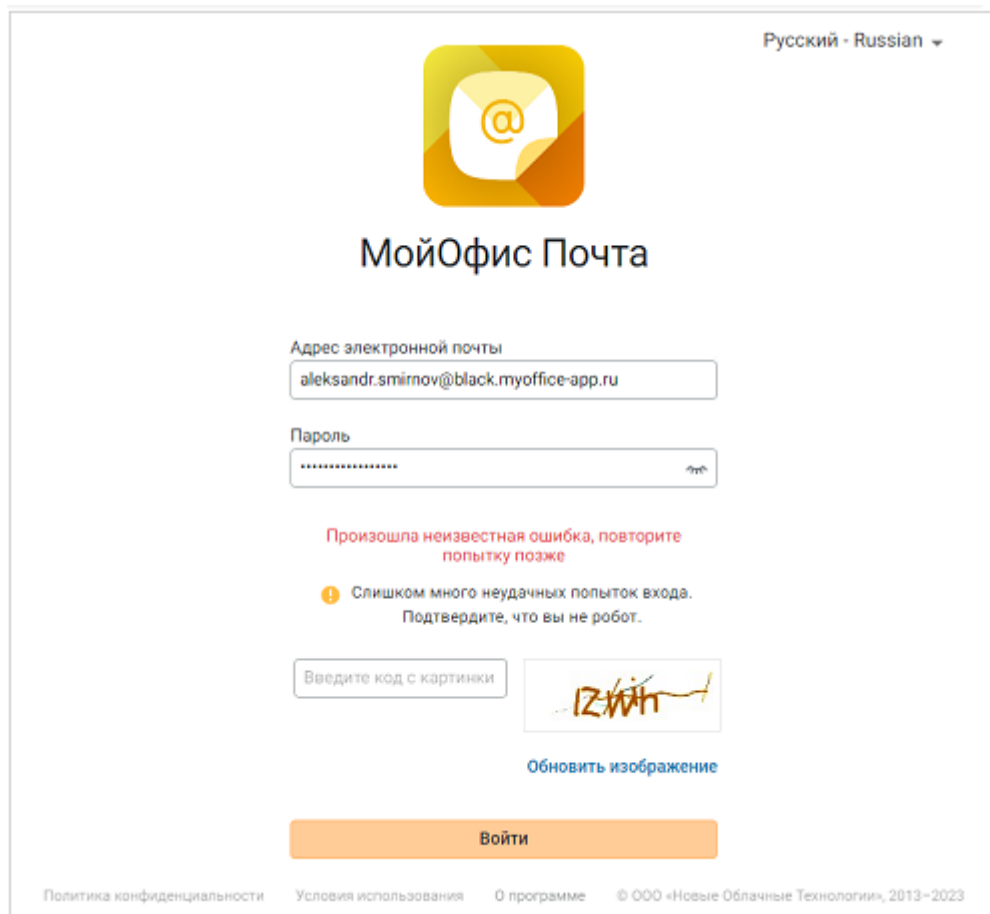 Русский - Russian
@
МойОфис Почта
Адрес электронной почты
aleksandr.smirnov@black.myoffice-app.ru
Пароль
Произошла неизвестная ошибка, повторите
попытку позже
Слишком много неудачных попыток входа.
Подтвердите, что вы не робот.
Введите код с картинки
Обновить изображение
Войти
Политика конфиденциальности Условия использования О программе © ООО «Новые Облачные Технологии», 2013–2023